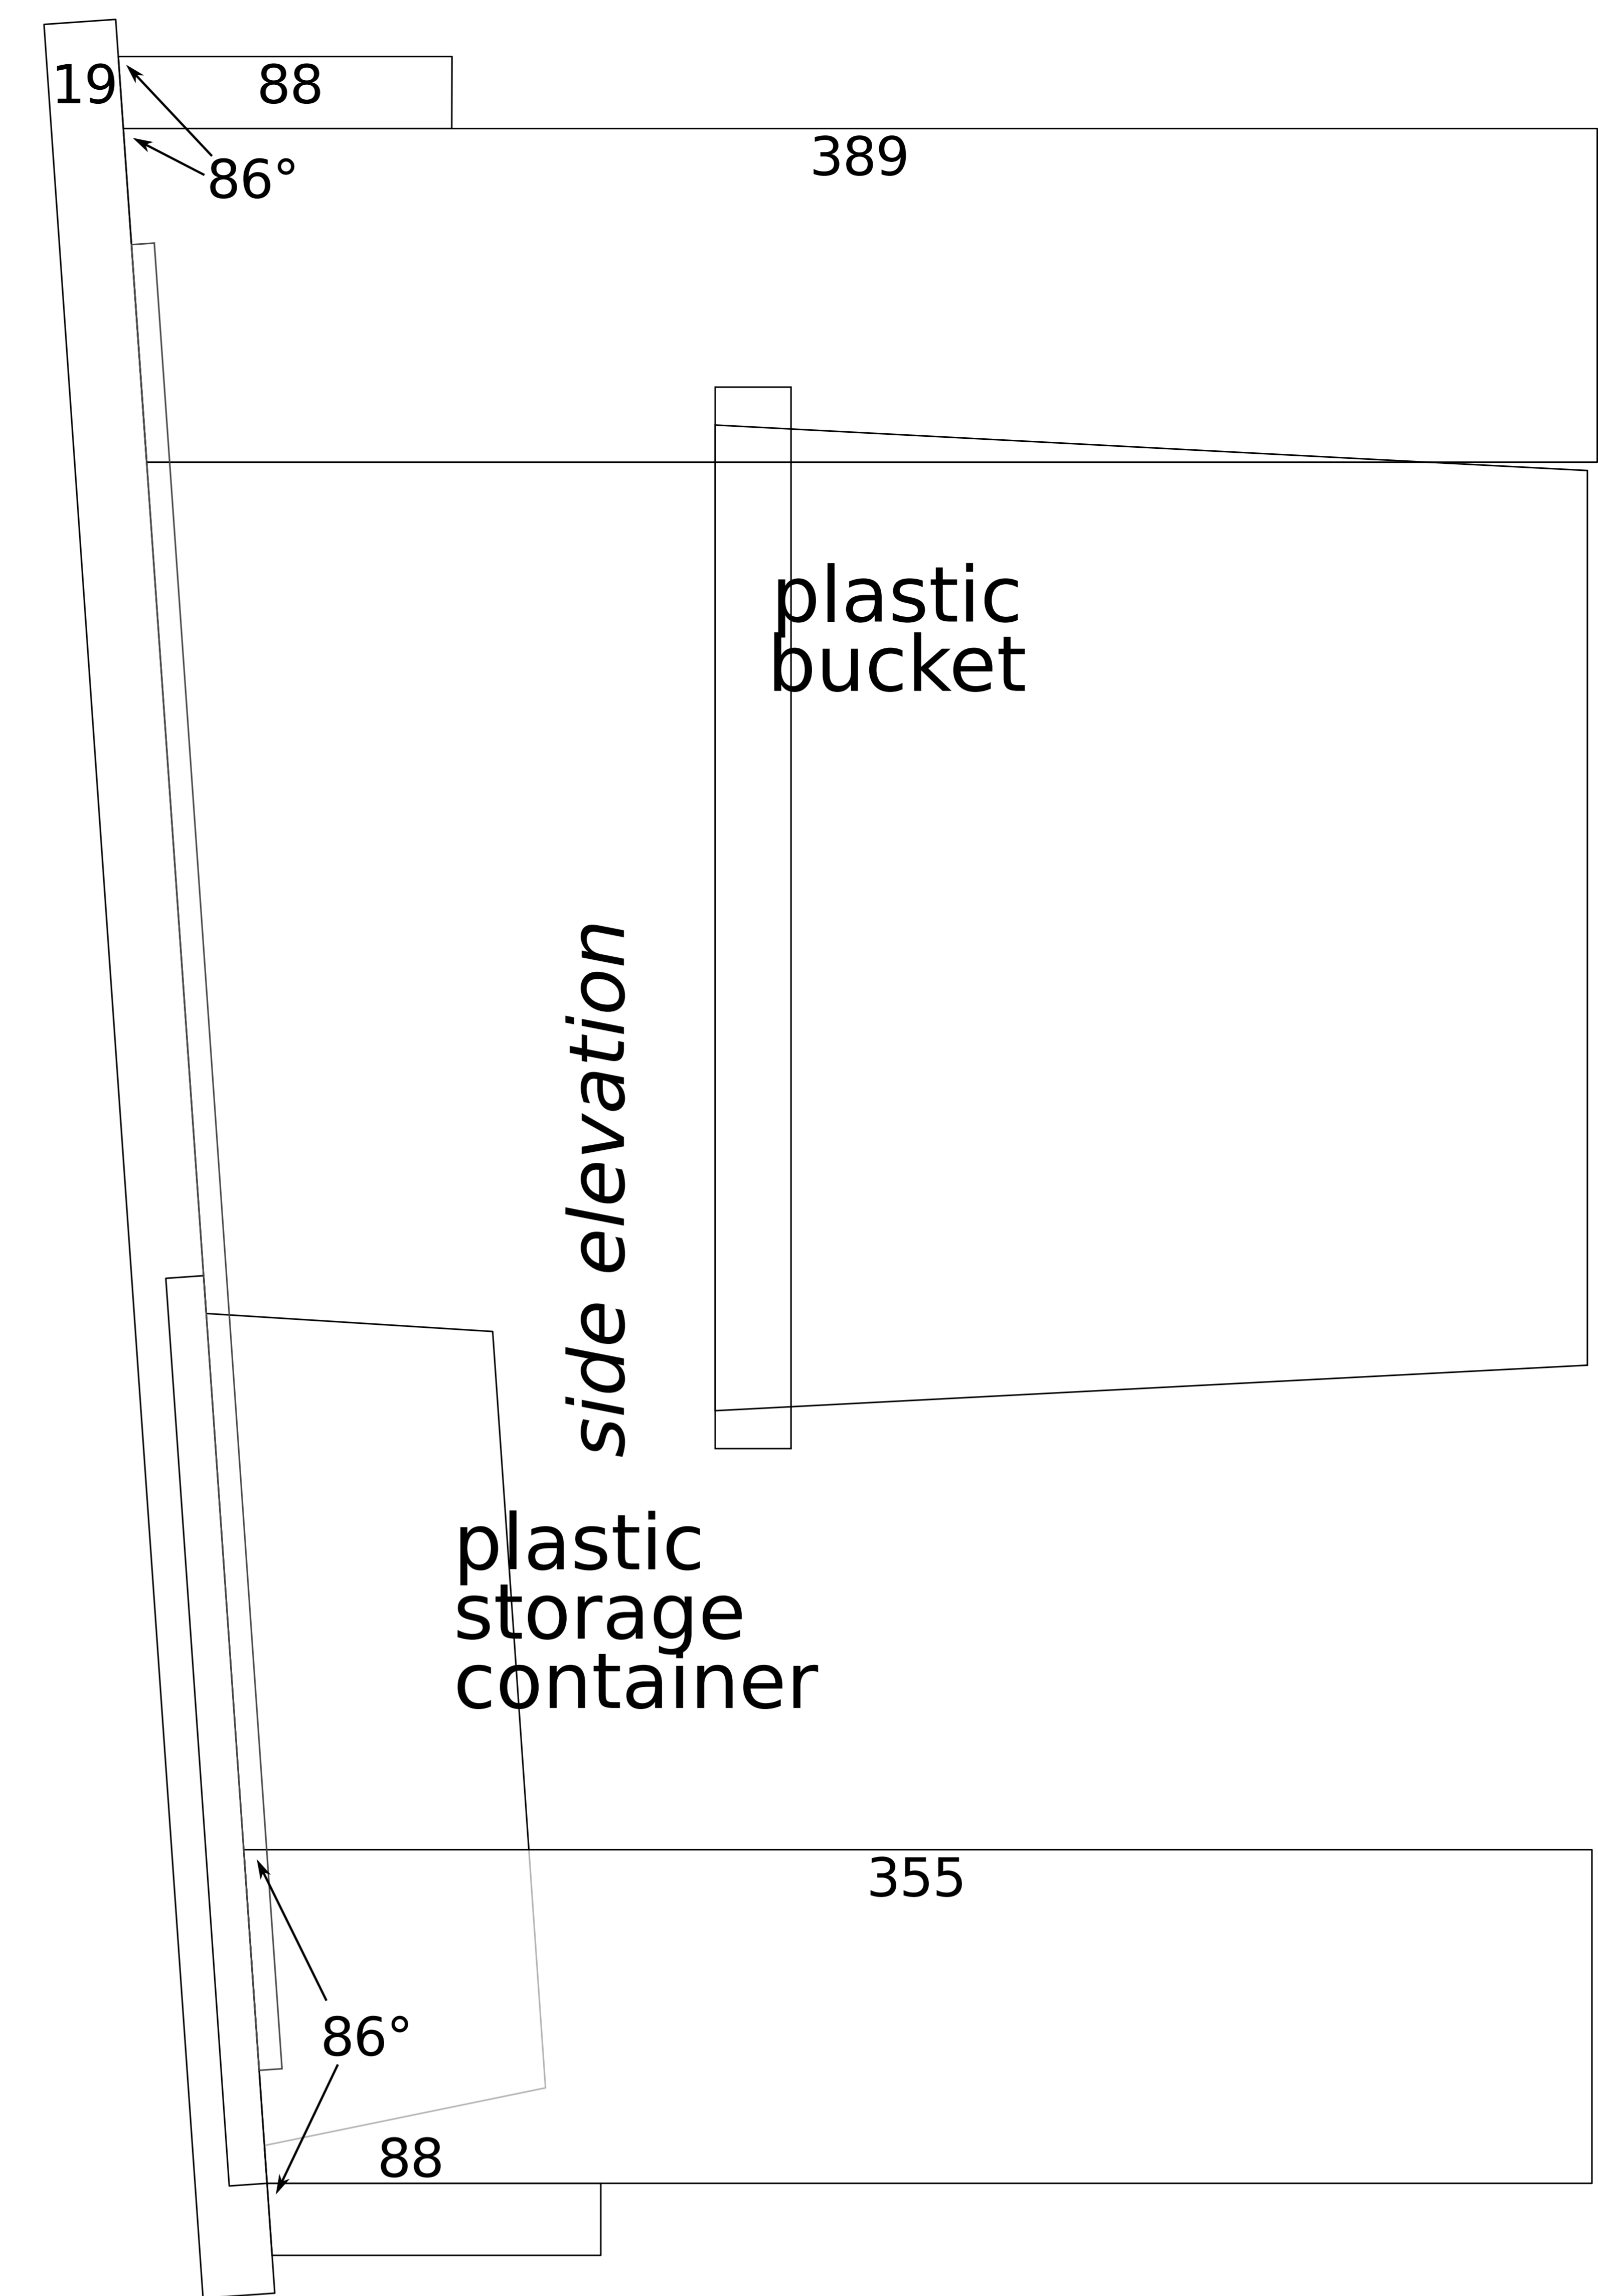 19
88
389
86°
plastic
bucket
side elevation
plastic
storage
container
355
86°
88